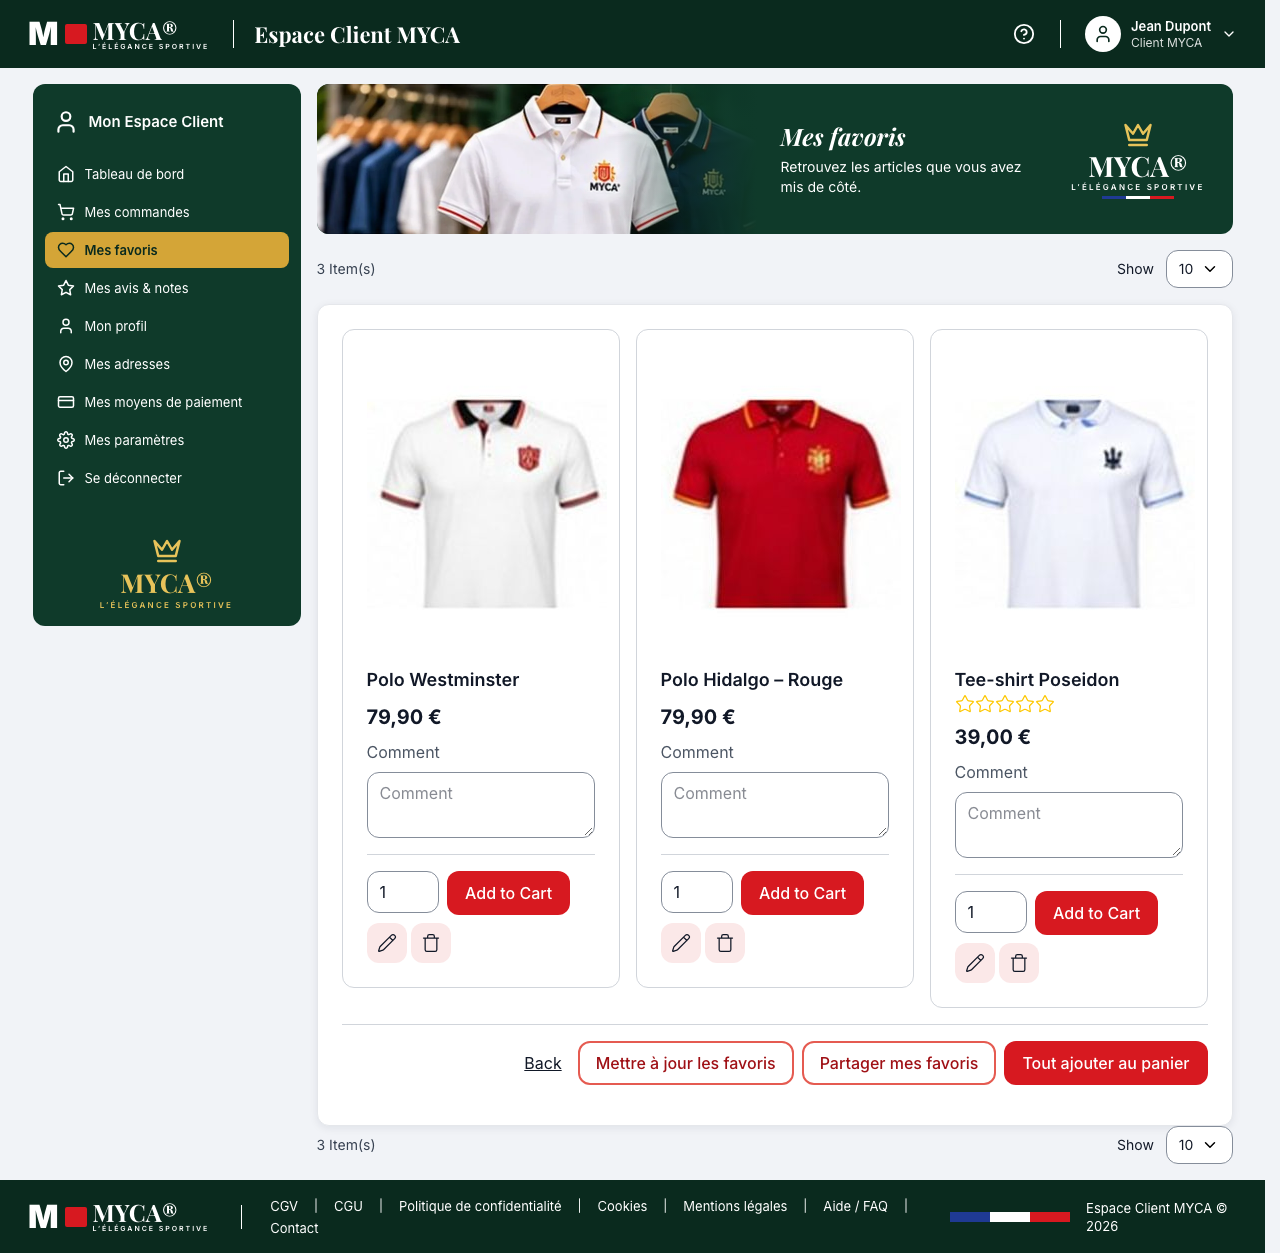 M MYCA®
L'ÉLÉGANCE SPORTIVE
Espace Client MYCA
Jean Dupont
Client MYCA
Mon Espace Client
Tableau de bord
Mes commandes
Mes favoris
Mes avis & notes
Mon profil
Mes adresses
Mes moyens de paiement
Mes paramètres
Se déconnecter
MYCA®
L'ÉLÉGANCE SPORTIVE
MYCA
Mes favoris
Retrouvez les articles que vous avez
mis de côté.
MYCA®
L'ÉLÉGANCE SPORTIVE
3 Item(s)
Show 10
Polo Westminster
79,90 €
Comment
Comment
1 Add to Cart
Polo Hidalgo – Rouge
79,90 €
Comment
Comment
1 Add to Cart
Tee-shirt Poseidon
39,00 €
Comment
Comment
1 Add to Cart
Back Mettre à jour les favoris Partager mes favoris Tout ajouter au panier
3 Item(s)
Show 10
M MYCA®
L'ÉLÉGANCE SPORTIVE
CGV | CGU | Politique de confidentialité | Cookies | Mentions légales | Aide / FAQ |
Contact
Espace Client MYCA ©
2026